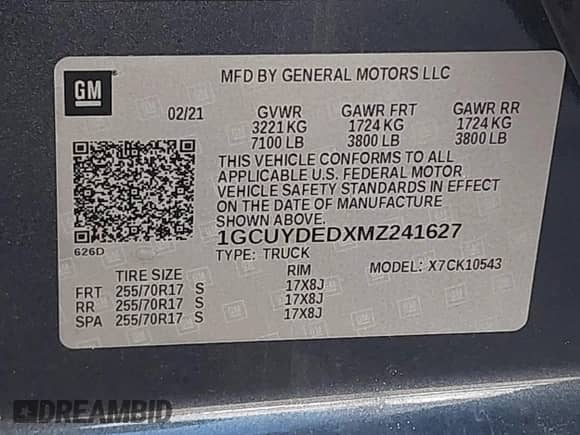 GM
MFD BY GENERAL MOTORS LLC
02/21 GVWR GAWR FRT GAWR RR
3221 KG 1724 KG 1724 KG
7100 LB 3800 LB 3800 LB
THIS VEHICLE CONFORMS TO ALL
APPLICABLE U.S. FEDERAL MOTOR
VEHICLE SAFETY STANDARDS IN EFFECT
ON THE DATE OF MANUFACTURE
SHOWN ABOVE.
626D
1GCUYDEDXMZ241627
TYPE: TRUCK MODEL: X7CK10543
TIRE SIZE RIM
FRT 255/70R17 S 17X8J
RR 255/70R17 S 17X8J
SPA 255/70R17 S 17X8J
DREAMBID